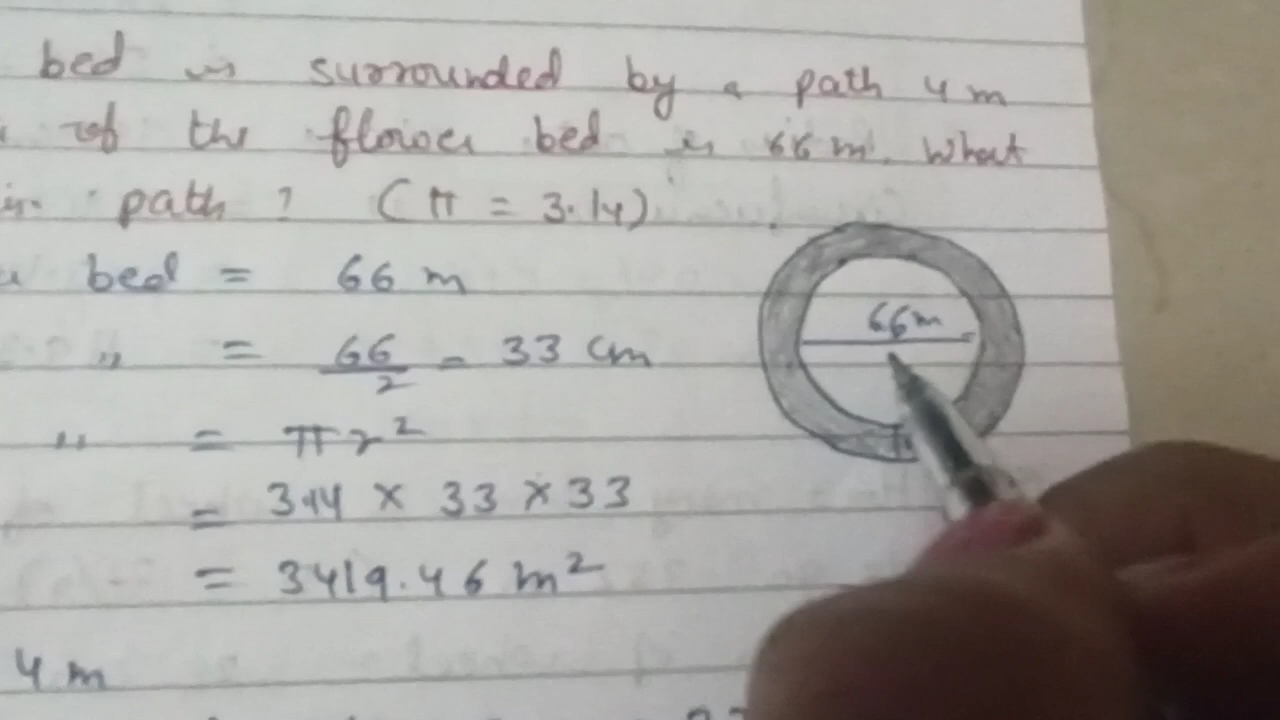 bed is surrounded by a path 4 m
of the flower bed is 66 m. What
path ? (π = 3.14)
bed = 66 m
66m
" = 66/2 = 33 cm
" = πr²
= 3.14 × 33 × 33
= 3419.46 m²
4 m